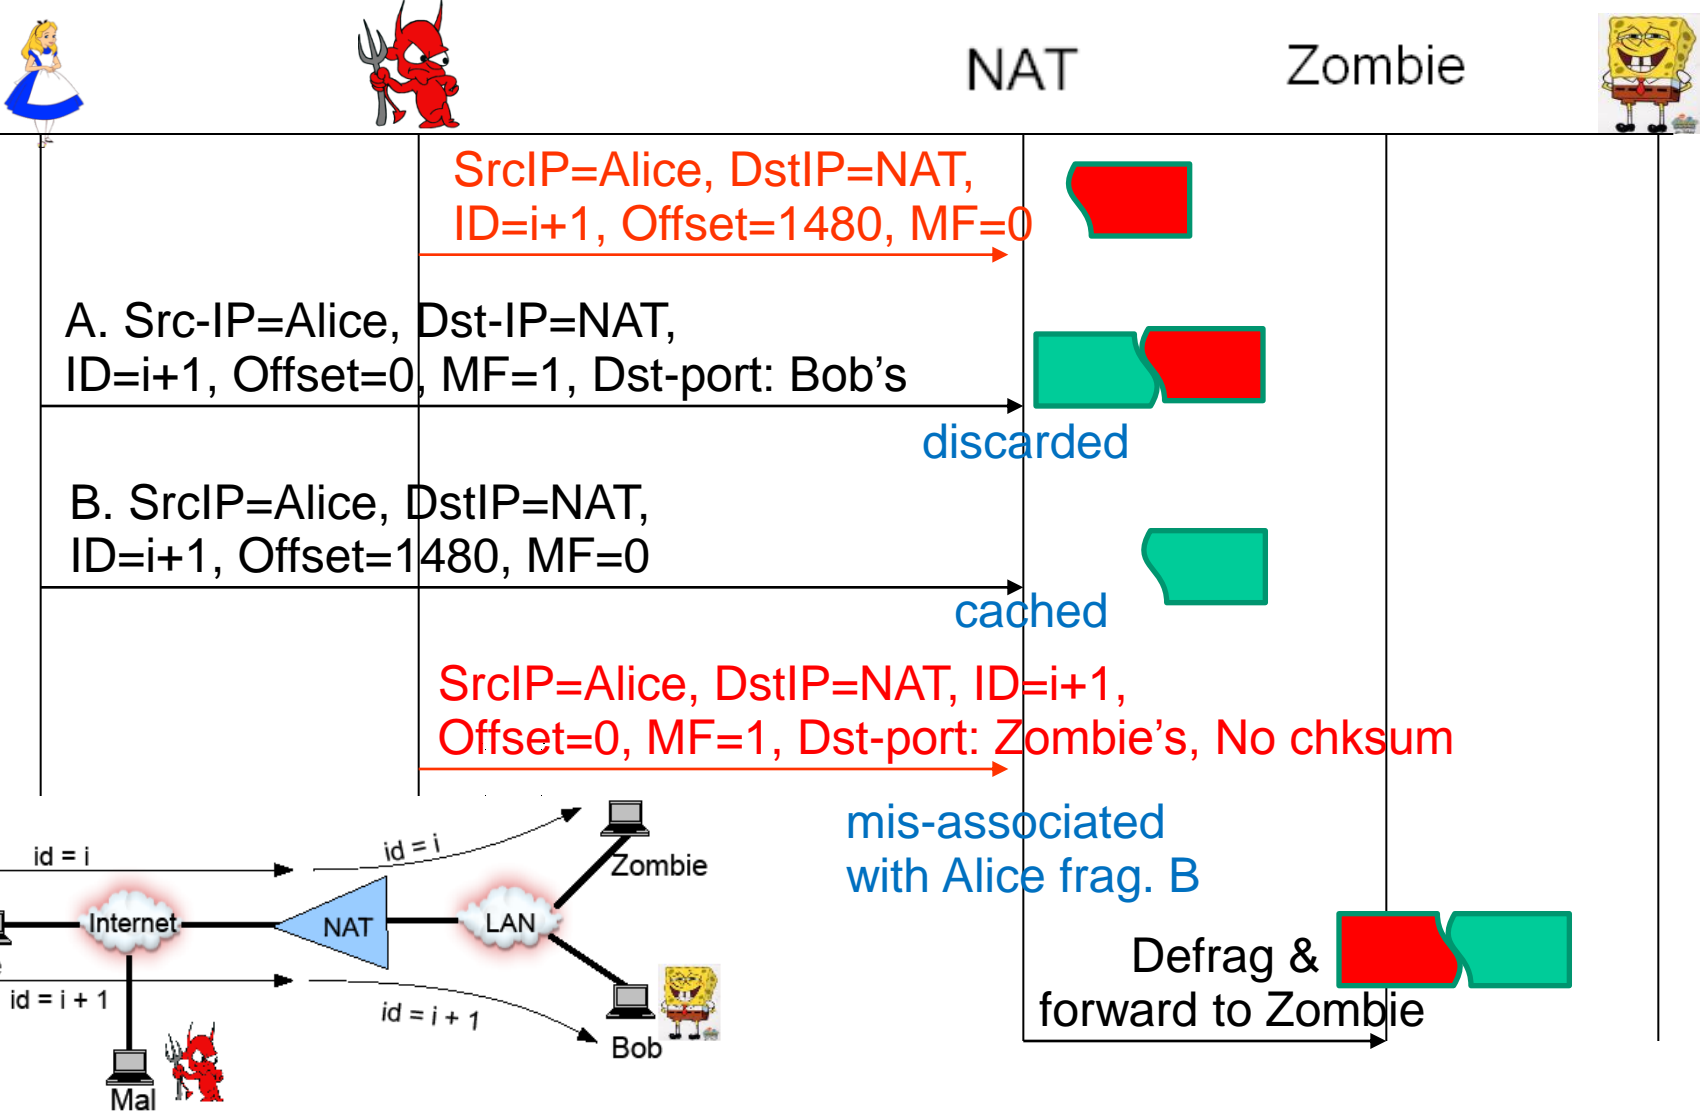 NAT
Zombie
SrcIP=Alice, DstIP=NAT,
ID=i+1, Offset=1480, MF=0
A. Src-IP=Alice, Dst-IP=NAT,
ID=i+1, Offset=0, MF=1, Dst-port: Bob’s
discarded
B. SrcIP=Alice, DstIP=NAT,
ID=i+1, Offset=1480, MF=0
cached
SrcIP=Alice, DstIP=NAT, ID=i+1,
Offset=0, MF=1, Dst-port: Zombie’s, No chksum
mis-associated
with Alice frag. B
Defrag &
forward to Zombie
id = i
id = i
Zombie
Internet
NAT
LAN
id = i + 1
id = i + 1
Bob
Mal